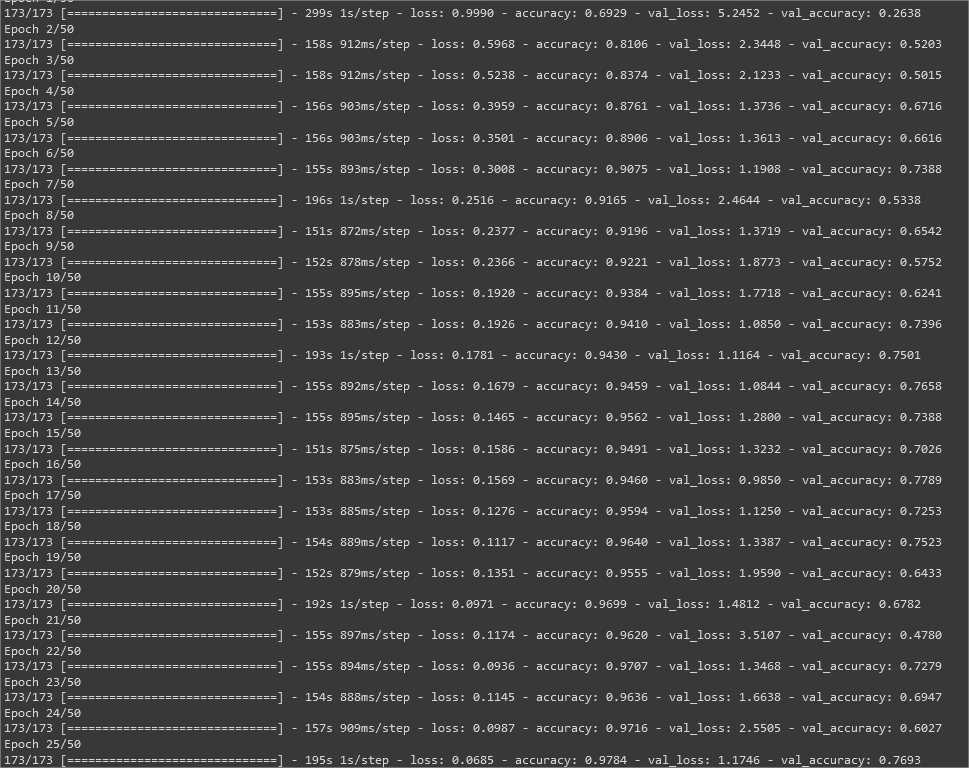 173/173 [==============================] - 299s 1s/step - loss: 0.9990 - accuracy: 0.6929 - val_loss: 5.2452 - val_accuracy: 0.2638
Epoch 2/50
173/173 [==============================] - 158s 912ms/step - loss: 0.5968 - accuracy: 0.8106 - val_loss: 2.3448 - val_accuracy: 0.5203
Epoch 3/50
173/173 [==============================] - 158s 912ms/step - loss: 0.5238 - accuracy: 0.8374 - val_loss: 2.1233 - val_accuracy: 0.5015
Epoch 4/50
173/173 [==============================] - 156s 903ms/step - loss: 0.3959 - accuracy: 0.8761 - val_loss: 1.3736 - val_accuracy: 0.6716
Epoch 5/50
173/173 [==============================] - 156s 903ms/step - loss: 0.3501 - accuracy: 0.8906 - val_loss: 1.3613 - val_accuracy: 0.6616
Epoch 6/50
173/173 [==============================] - 155s 893ms/step - loss: 0.3008 - accuracy: 0.9075 - val_loss: 1.1908 - val_accuracy: 0.7388
Epoch 7/50
173/173 [==============================] - 196s 1s/step - loss: 0.2516 - accuracy: 0.9165 - val_loss: 2.4644 - val_accuracy: 0.5338
Epoch 8/50
173/173 [==============================] - 151s 872ms/step - loss: 0.2377 - accuracy: 0.9196 - val_loss: 1.3719 - val_accuracy: 0.6542
Epoch 9/50
173/173 [==============================] - 152s 878ms/step - loss: 0.2366 - accuracy: 0.9221 - val_loss: 1.8773 - val_accuracy: 0.5752
Epoch 10/50
173/173 [==============================] - 155s 895ms/step - loss: 0.1920 - accuracy: 0.9384 - val_loss: 1.7718 - val_accuracy: 0.6241
Epoch 11/50
173/173 [==============================] - 153s 883ms/step - loss: 0.1926 - accuracy: 0.9410 - val_loss: 1.0850 - val_accuracy: 0.7396
Epoch 12/50
173/173 [==============================] - 193s 1s/step - loss: 0.1781 - accuracy: 0.9430 - val_loss: 1.1164 - val_accuracy: 0.7501
Epoch 13/50
173/173 [==============================] - 155s 892ms/step - loss: 0.1679 - accuracy: 0.9459 - val_loss: 1.0844 - val_accuracy: 0.7658
Epoch 14/50
173/173 [==============================] - 155s 895ms/step - loss: 0.1465 - accuracy: 0.9562 - val_loss: 1.2800 - val_accuracy: 0.7388
Epoch 15/50
173/173 [==============================] - 151s 875ms/step - loss: 0.1586 - accuracy: 0.9491 - val_loss: 1.3232 - val_accuracy: 0.7026
Epoch 16/50
173/173 [==============================] - 153s 883ms/step - loss: 0.1569 - accuracy: 0.9460 - val_loss: 0.9850 - val_accuracy: 0.7789
Epoch 17/50
173/173 [==============================] - 153s 885ms/step - loss: 0.1276 - accuracy: 0.9594 - val_loss: 1.1250 - val_accuracy: 0.7253
Epoch 18/50
173/173 [==============================] - 154s 889ms/step - loss: 0.1117 - accuracy: 0.9640 - val_loss: 1.3387 - val_accuracy: 0.7523
Epoch 19/50
173/173 [==============================] - 152s 879ms/step - loss: 0.1351 - accuracy: 0.9555 - val_loss: 1.9590 - val_accuracy: 0.6433
Epoch 20/50
173/173 [==============================] - 192s 1s/step - loss: 0.0971 - accuracy: 0.9699 - val_loss: 1.4812 - val_accuracy: 0.6782
Epoch 21/50
173/173 [==============================] - 155s 897ms/step - loss: 0.1174 - accuracy: 0.9620 - val_loss: 3.5107 - val_accuracy: 0.4780
Epoch 22/50
173/173 [==============================] - 155s 894ms/step - loss: 0.0936 - accuracy: 0.9707 - val_loss: 1.3468 - val_accuracy: 0.7279
Epoch 23/50
173/173 [==============================] - 154s 888ms/step - loss: 0.1145 - accuracy: 0.9636 - val_loss: 1.6638 - val_accuracy: 0.6947
Epoch 24/50
173/173 [==============================] - 157s 909ms/step - loss: 0.0987 - accuracy: 0.9716 - val_loss: 2.5505 - val_accuracy: 0.6027
Epoch 25/50
173/173 [==============================] - 195s 1s/step - loss: 0.0685 - accuracy: 0.9784 - val_loss: 1.1746 - val_accuracy: 0.7693